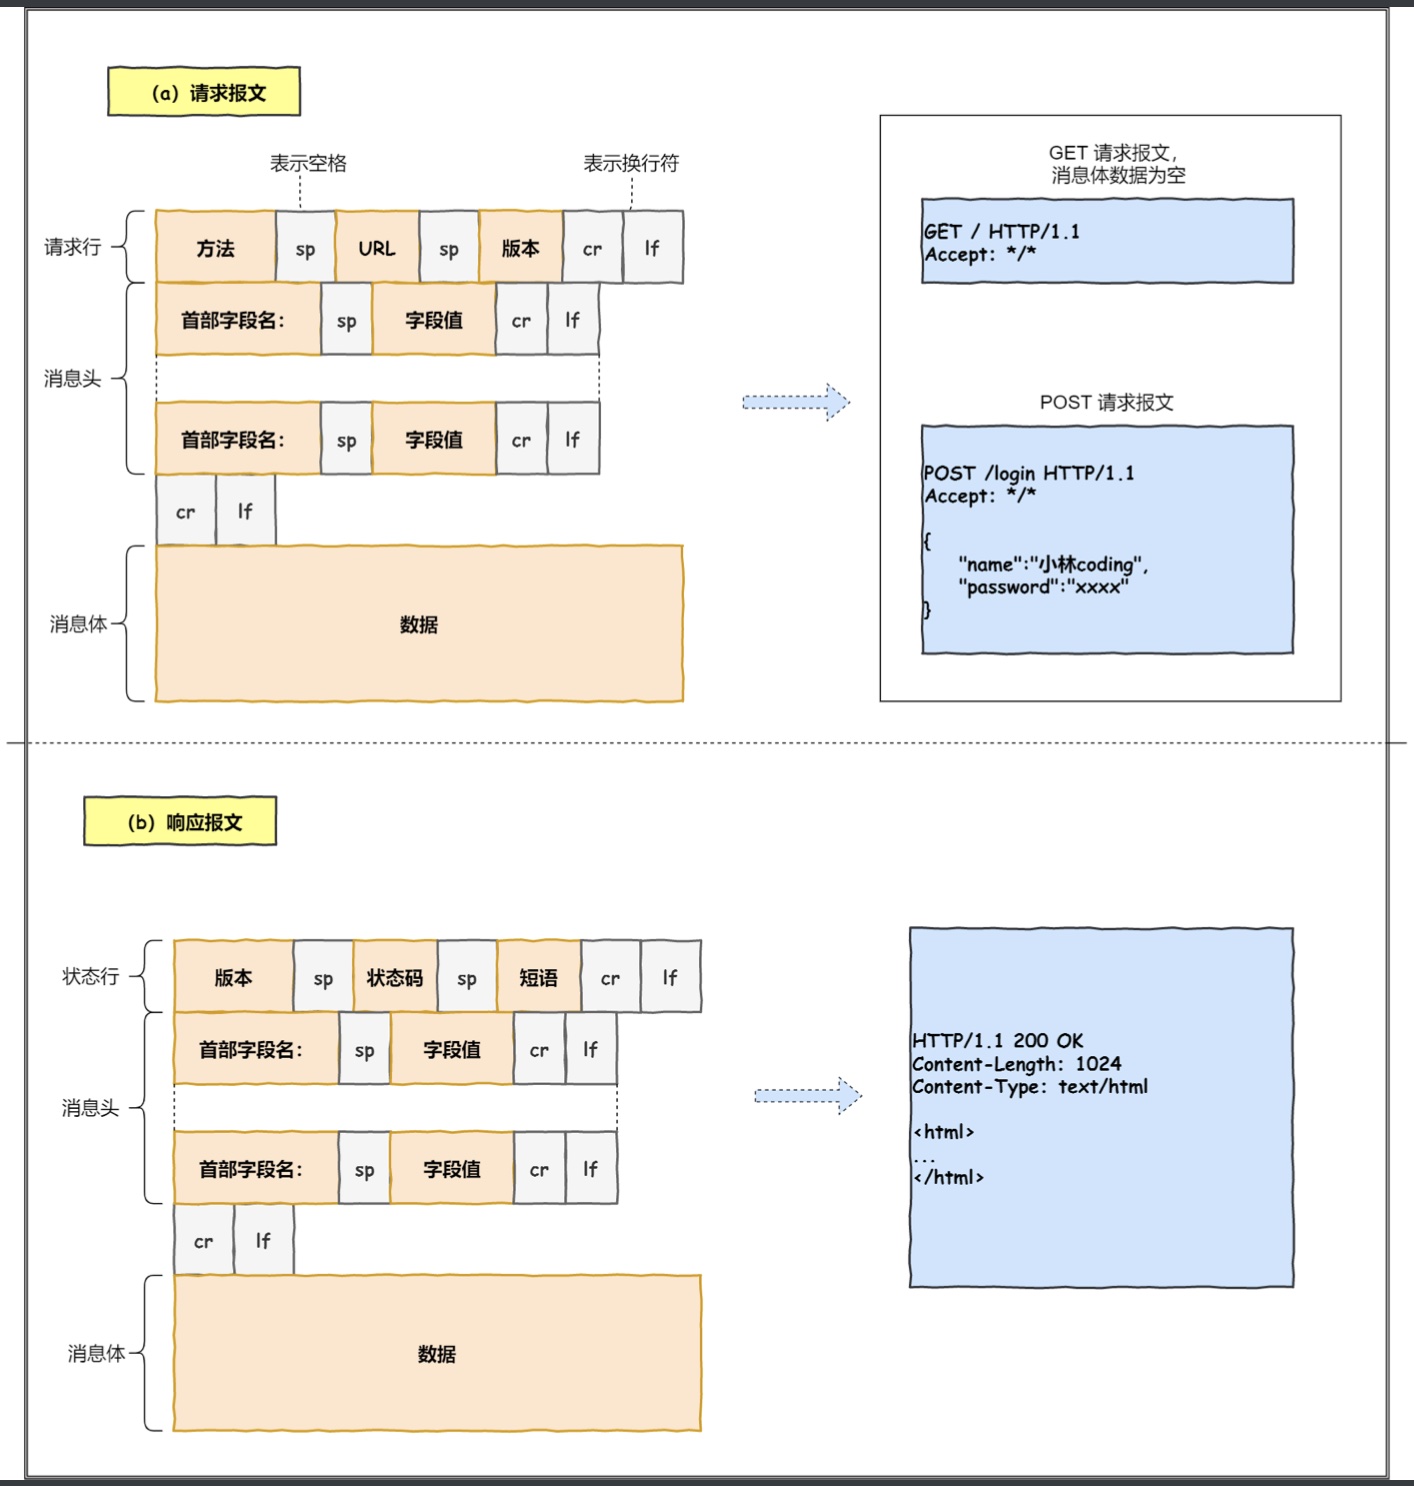 （a）请求报文
表示空格
表示换行符
请求行
方法 sp URL sp 版本 cr lf
首部字段名： sp 字段值 cr lf
消息头
首部字段名： sp 字段值 cr lf
cr lf
消息体
数据
GET 请求报文，
消息体数据为空
GET / HTTP/1.1
Accept: */*
POST 请求报文
POST /login HTTP/1.1
Accept: */*
{
"name":"小林coding",
"password":"xxxx"
}
（b）响应报文
状态行
版本 sp 状态码 sp 短语 cr lf
首部字段名： sp 字段值 cr lf
消息头
首部字段名： sp 字段值 cr lf
cr lf
消息体
数据
HTTP/1.1 200 OK
Content-Length: 1024
Content-Type: text/html
<html>
...
</html>